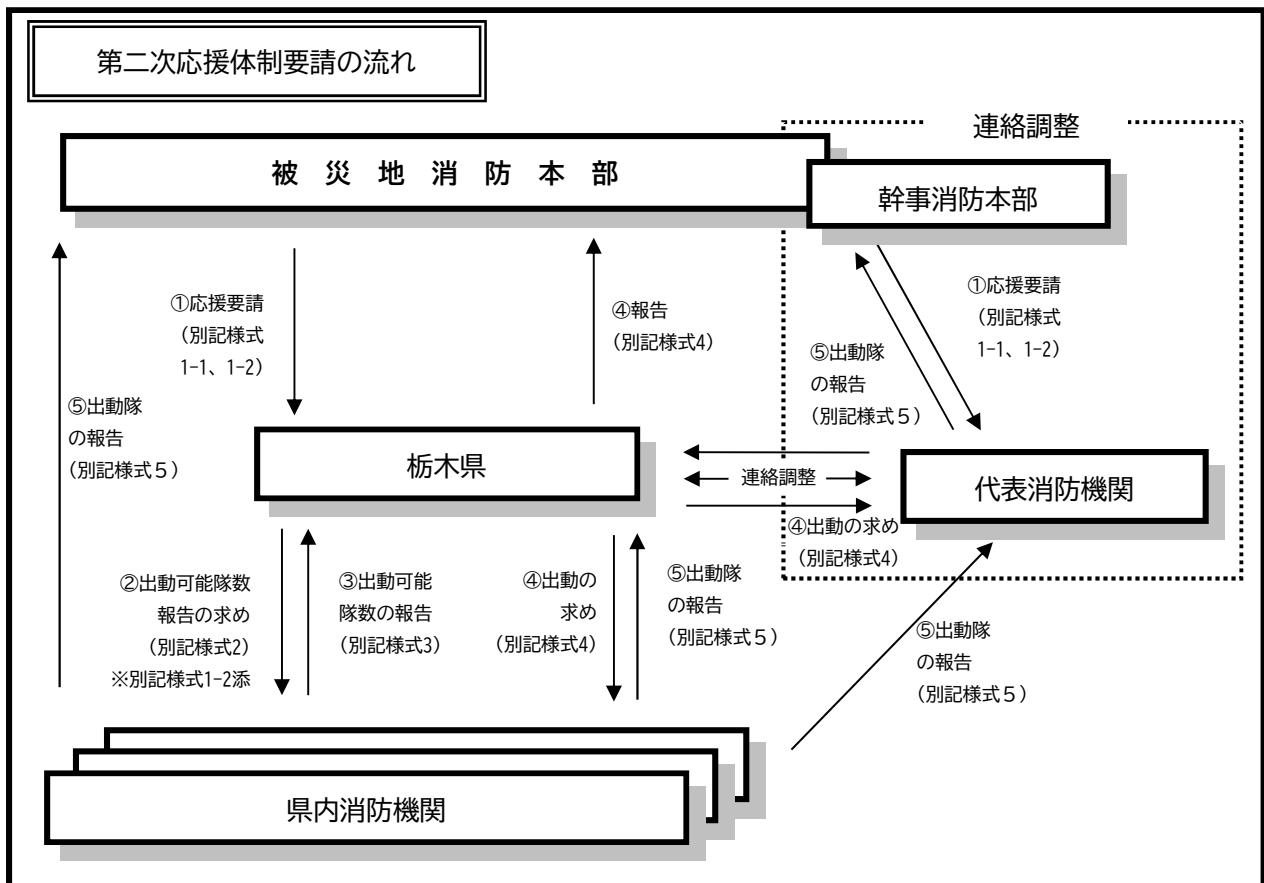 第二次応援体制要請の流れ
連絡調整
被災地消防本部
幹事消防本部
①応援要請
（別記様式
1-1、1-2）
④報告
（別記様式4）
①応援要請
（別記様式
1-1、1-2）
⑤出動隊
の報告
（別記様式５）
⑤出動隊
の報告
（別記様式５）
栃木県
連絡調整
代表消防機関
④出動の求め
（別記様式4）
②出動可能隊数
報告の求め
（別記様式2）
※別記様式1-2添
③出動可能
隊数の報告
（別記様式3）
④出動の
求め
（別記様式4）
⑤出動隊
の報告
（別記様式５）
⑤出動隊
の報告
（別記様式５）
県内消防機関